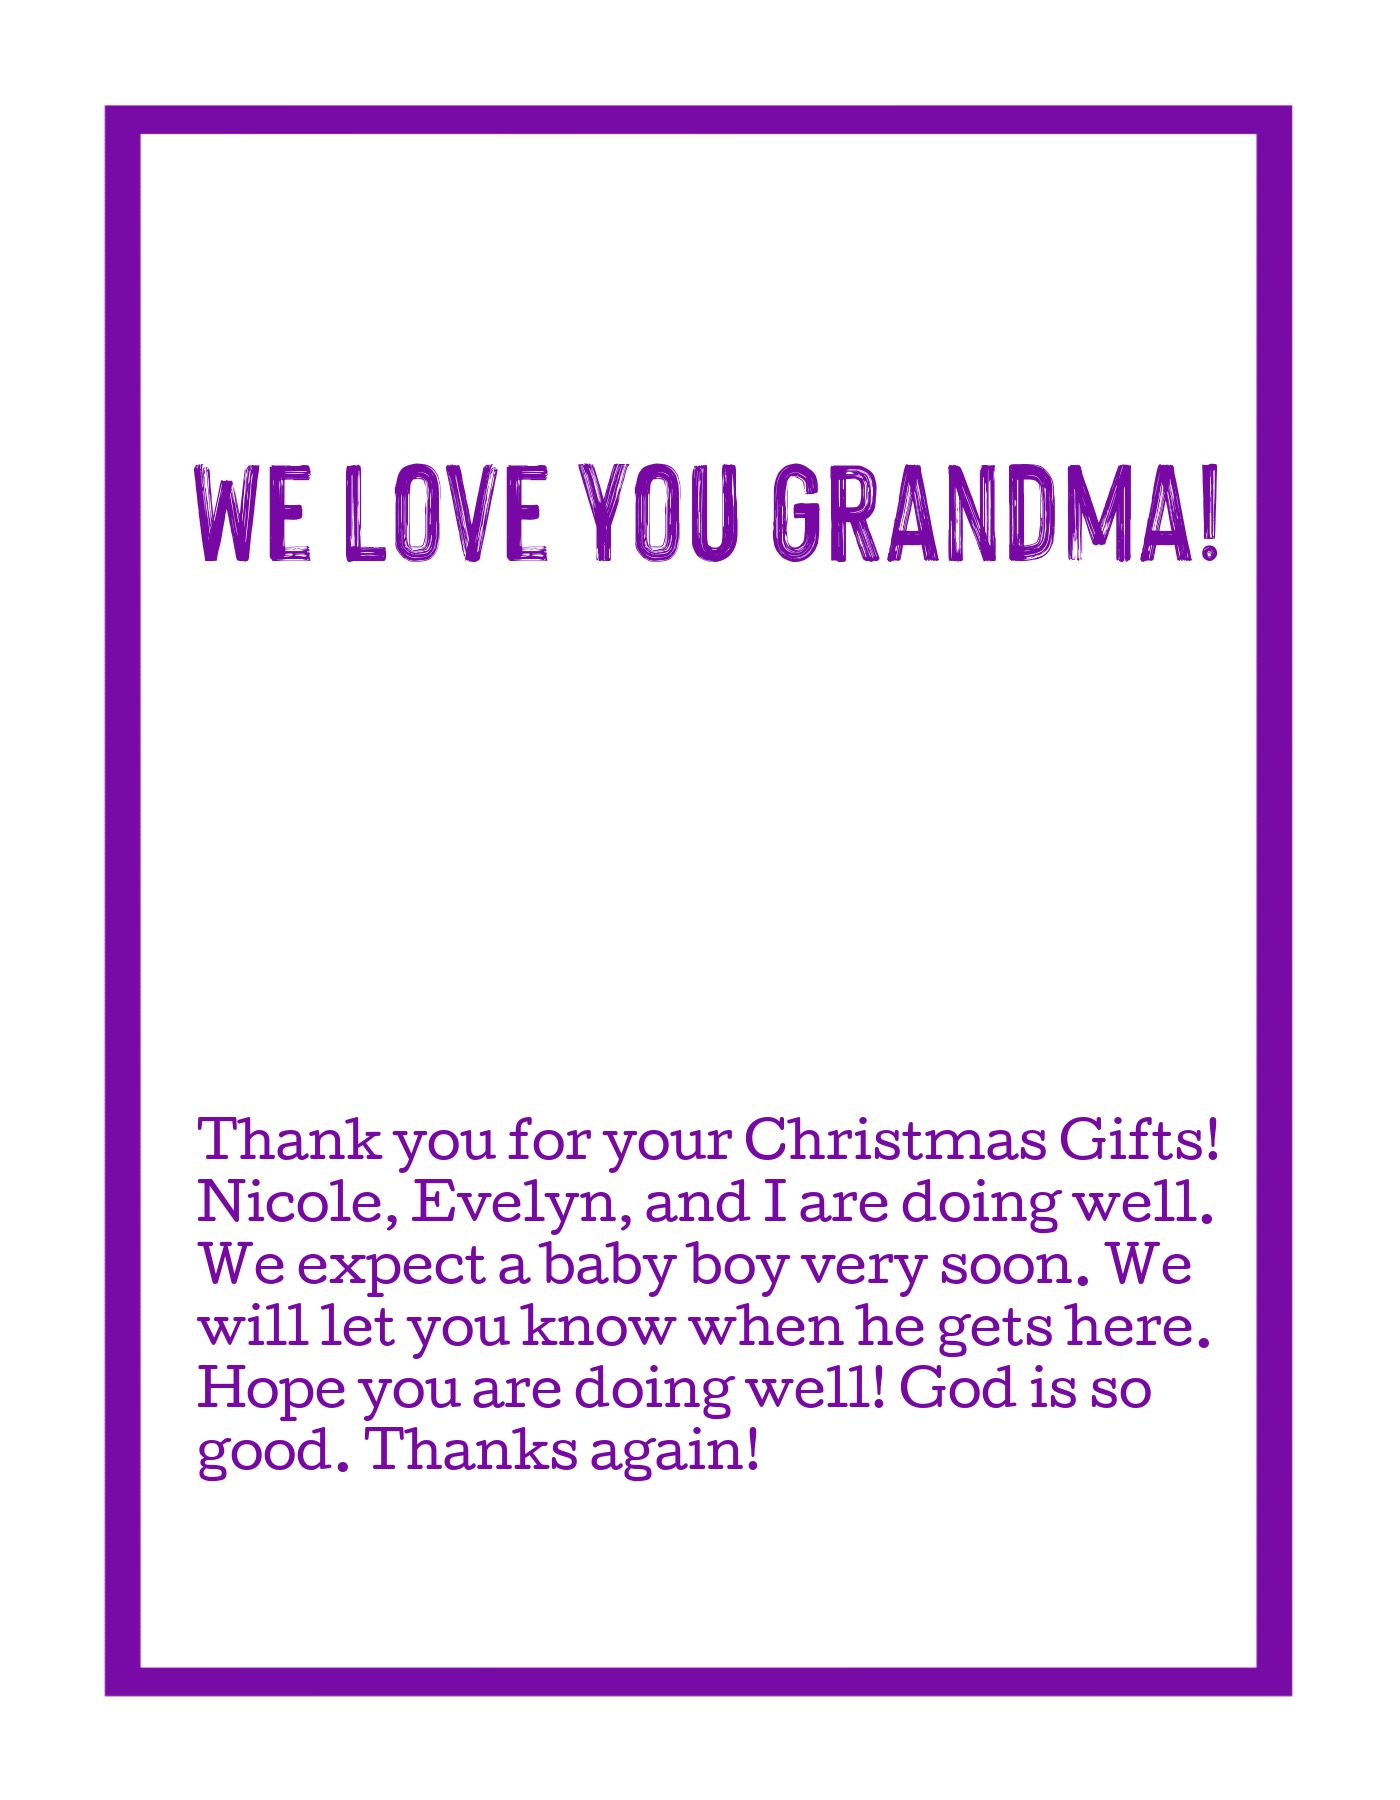 WE LOVE YOU GRANDMA!
Thank you for your Christmas Gifts!
Nicole, Evelyn, and I are doing well.
We expect a baby boy very soon. We
will let you know when he gets here.
Hope you are doing well! God is so
good. Thanks again!